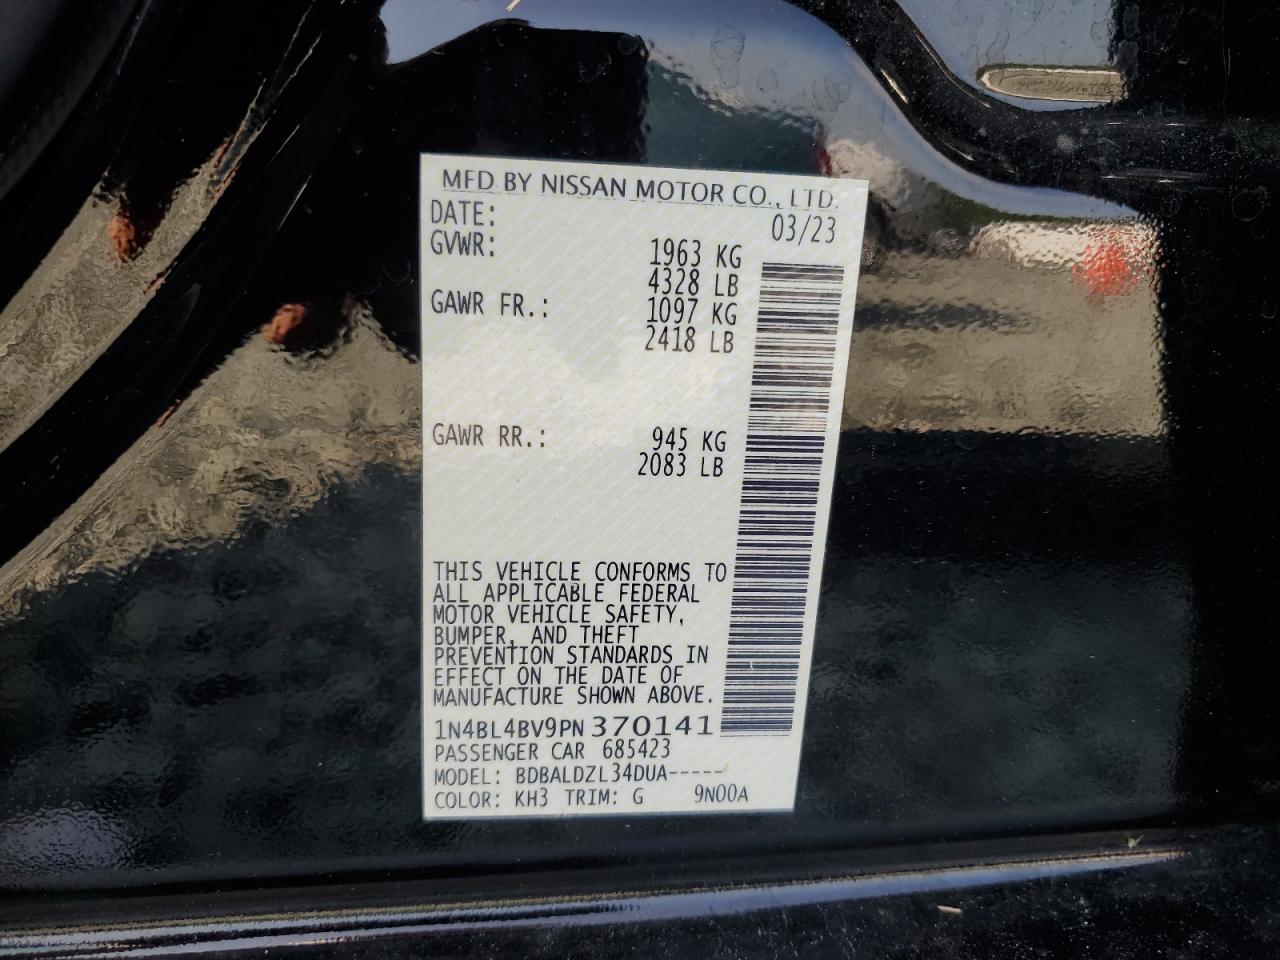 MFD BY NISSAN MOTOR CO., LTD.
DATE: 03/23
GVWR: 1963 KG
4328 LB
GAWR FR.: 1097 KG
2418 LB
GAWR RR.: 945 KG
2083 LB
THIS VEHICLE CONFORMS TO
ALL APPLICABLE FEDERAL
MOTOR VEHICLE SAFETY,
BUMPER, AND THEFT
PREVENTION STANDARDS IN
EFFECT ON THE DATE OF
MANUFACTURE SHOWN ABOVE.
1N4BL4BV9PN370141
PASSENGER CAR 685423
MODEL: BDBALDZL34DUA-----
COLOR: KH3 TRIM: G 9N00A